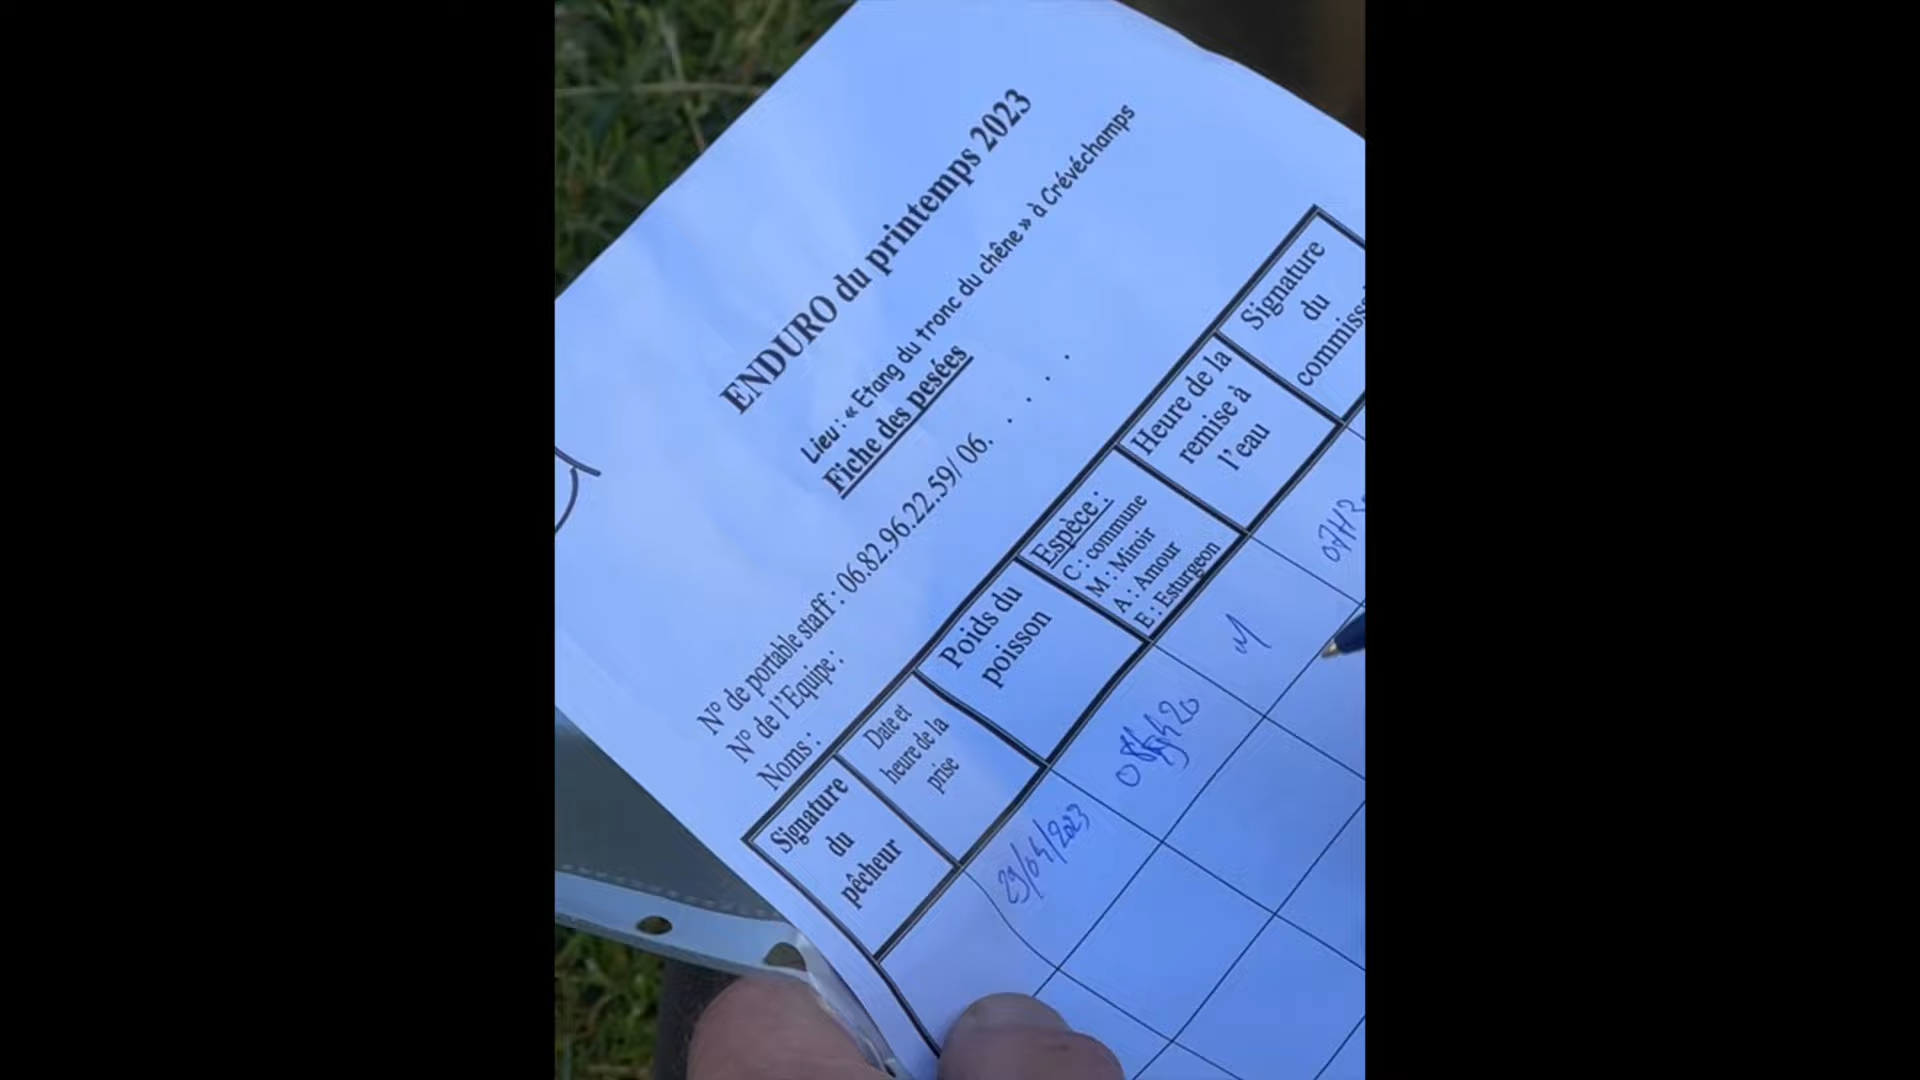 ENDURO du printemps 2023
Lieu : « Etang du tronc du chêne » à Crévéchamps
Fiche des pesées
N° de portable staff : 06.82.96.22.59/ 06. . . . .
N° de l'Equipe :
Noms :
Signature
du
pêcheur
Date et
heure de la
prise
Poids du
poisson
Espèce :
C : commune
M : Miroir
A : Amour
E : Esturgeon
Heure de la
remise à
l'eau
Signature
du
29/04/2023
M